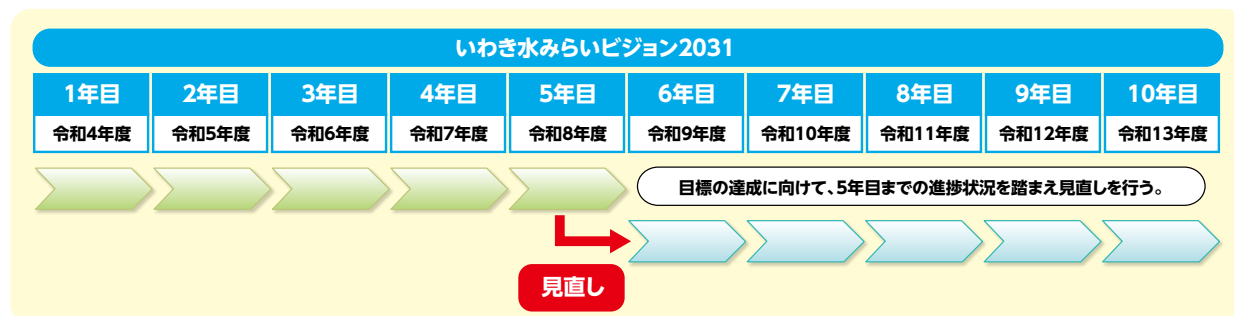 いわき水みらいビジョン2031
1年目 2年目 3年目 4年目 5年目 6年目 7年目 8年目 9年目 10年目
令和4年度 令和5年度 令和6年度 令和7年度 令和8年度 令和9年度 令和10年度 令和11年度 令和12年度 令和13年度
目標の達成に向けて、5年目までの進捗状況を踏まえ見直しを行う。
見直し